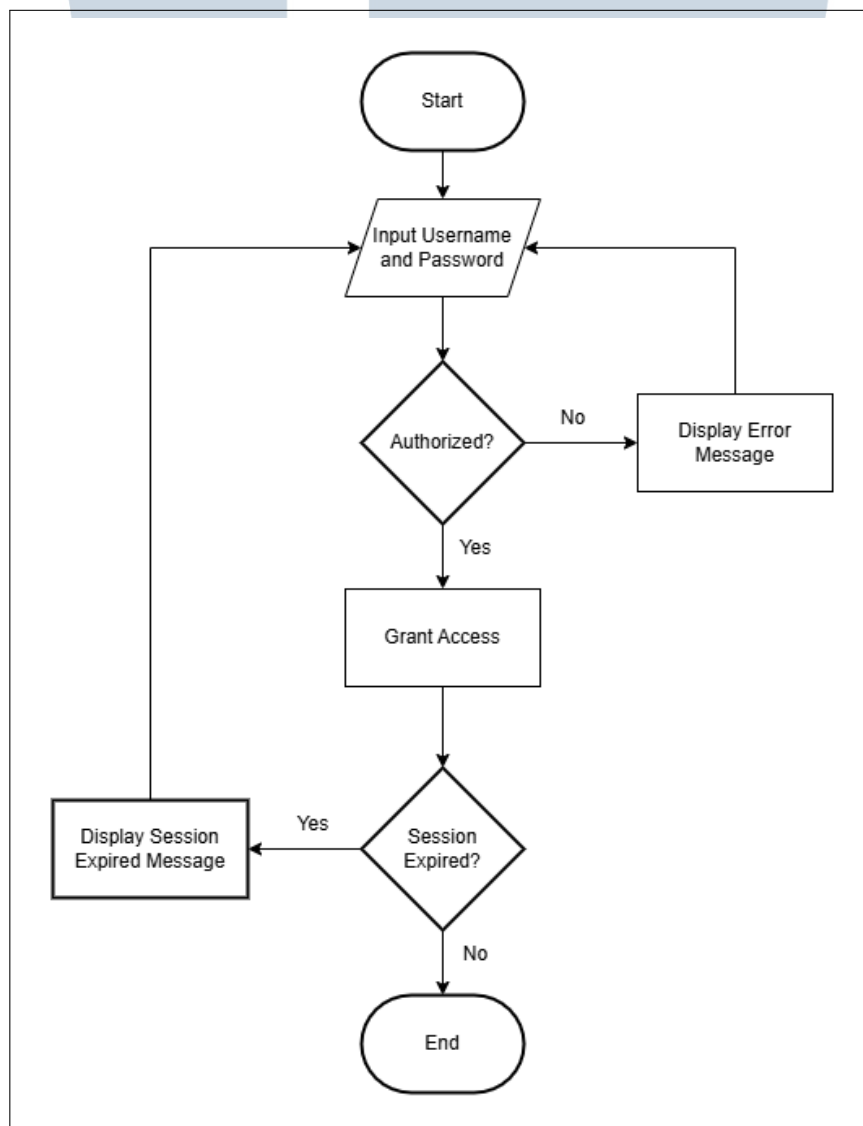 Start
Input Username
and Password
Authorized?
No
Display Error
Message
Yes
Grant Access
Display Session
Expired Message
Yes
Session
Expired?
No
End